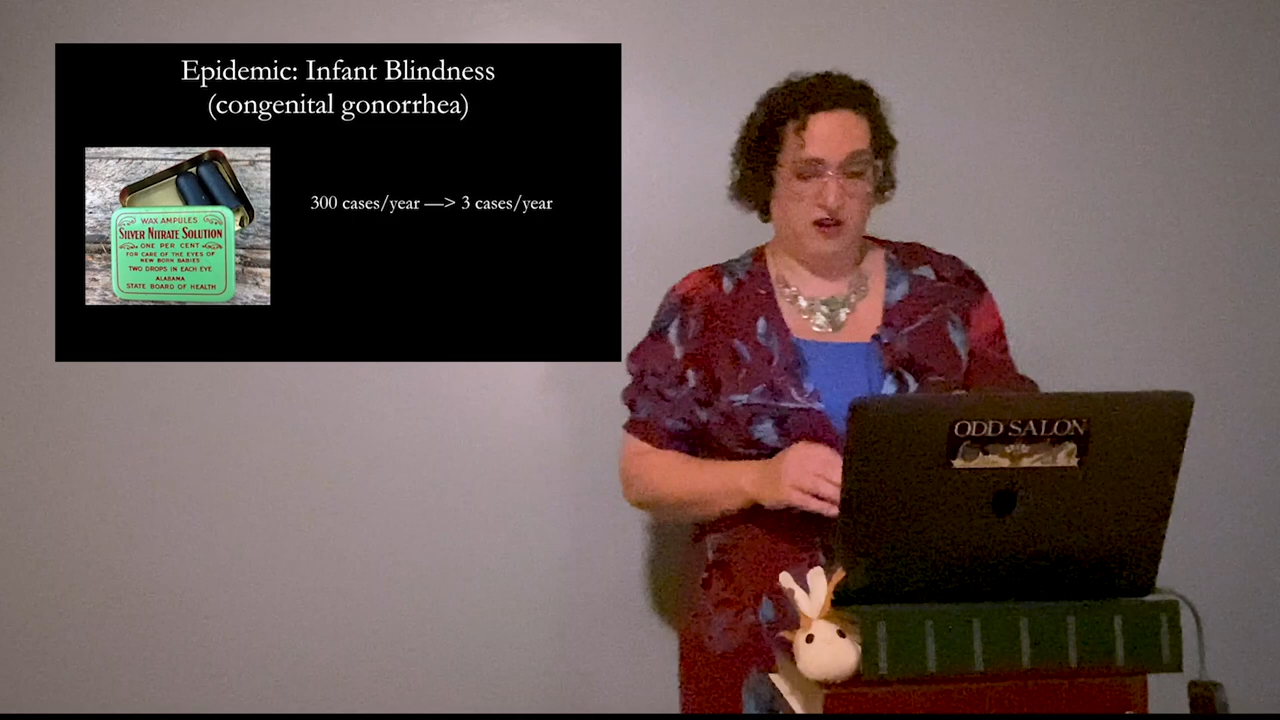 Epidemic: Infant Blindness
(congenital gonorrhea)
300 cases/year —> 3 cases/year
WAX AMPULES
SILVER NITRATE SOLUTION
ONE PER CENT
FOR CARE OF THE EYES OF
NEW BORN BABIES
TWO DROPS IN EACH EYE
ALABAMA
STATE BOARD OF HEALTH
ODD SALON